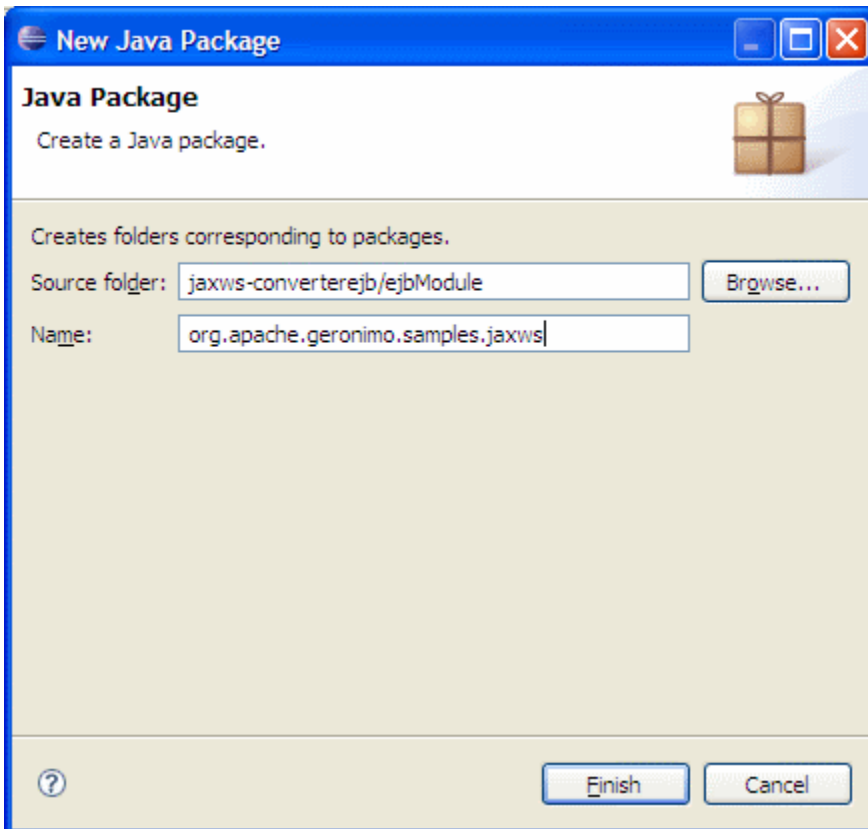 New Java Package
Java Package
Create a Java package.
Creates folders corresponding to packages.
Source folder: jaxws-converterejb/ejbModule Browse...
Name: org.apache.geronimo.samples.jaxws
?
Finish Cancel